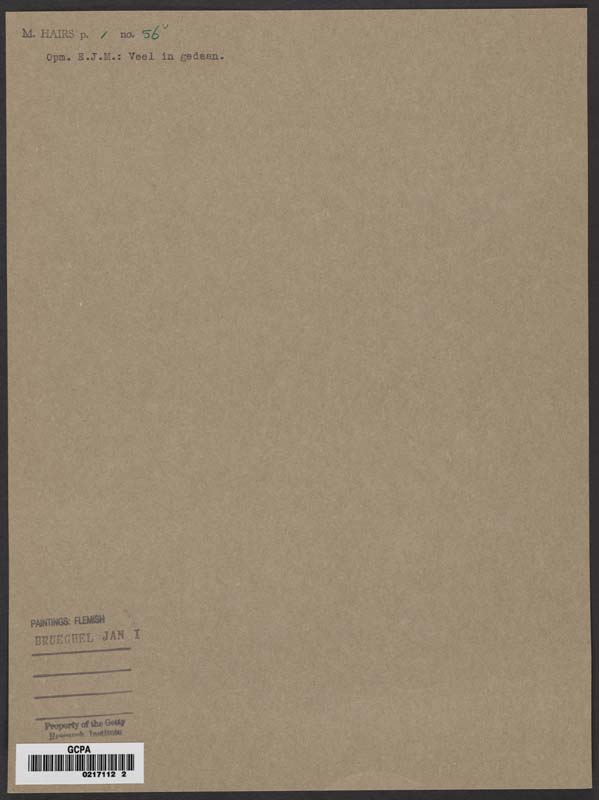 M. HAIRS p. 1 no. 56
Opm. E.J.M.: Veel in gedaan.
PAINTINGS: FLEMISH
BRUEGHEL JAN I
Property of the Getty
Research Institute
GCPA
0217112 2